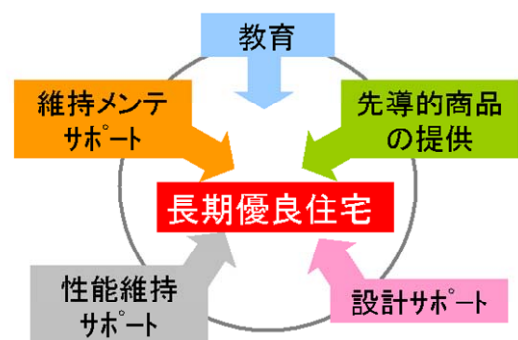 教育
維持メンテ
サポート
先導的商品
の提供
長期優良住宅
性能維持
サポート
設計サポート